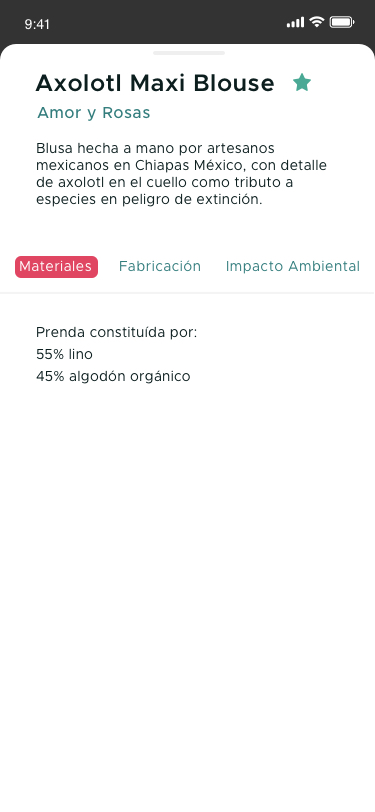 9:41
Axolotl Maxi Blouse
Amor y Rosas
Blusa hecha a mano por artesanos
mexicanos en Chiapas México, con detalle
de axolotl en el cuello como tributo a
especies en peligro de extinción.
Materiales Fabricación Impacto Ambiental
Prenda constituída por:
55% lino
45% algodón orgánico